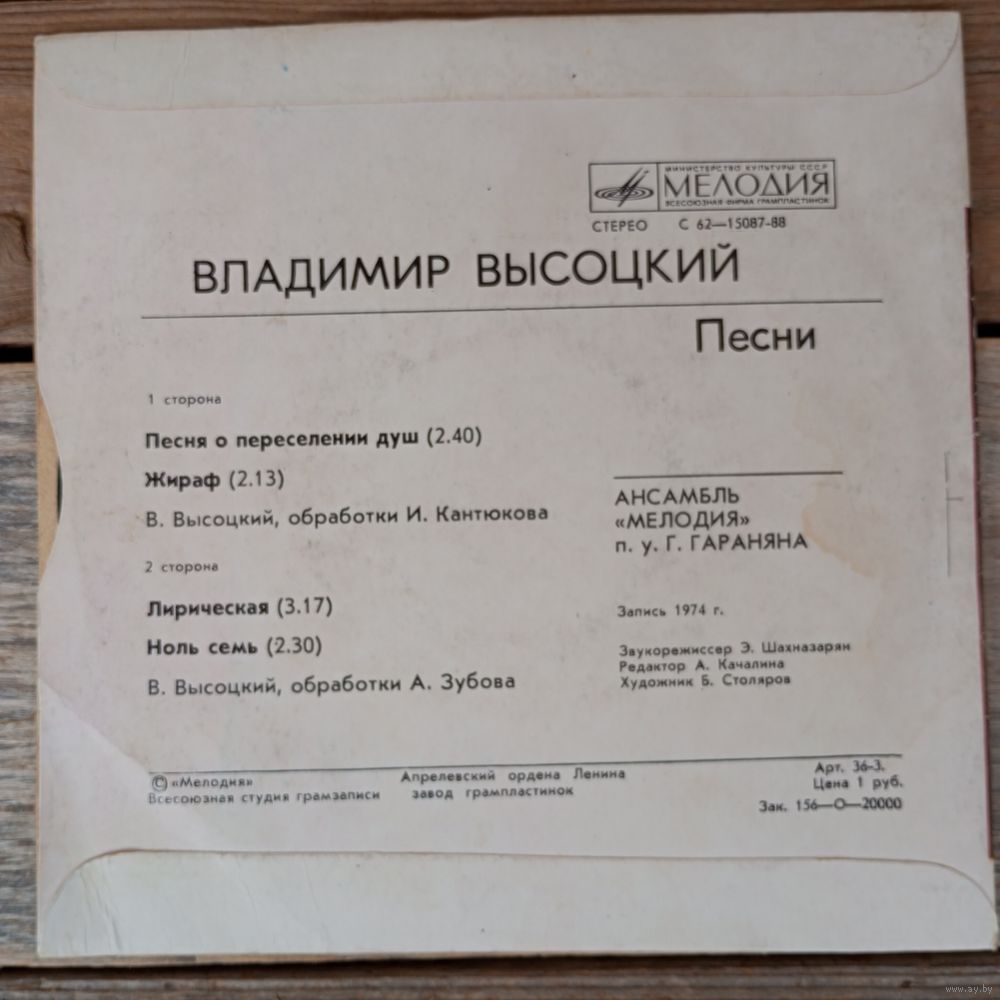 МИНИСТЕРСТВО КУЛЬТУРЫ СССР
МЕЛОДИЯ
ВСЕСОЮЗНАЯ ФИРМА ГРАМПЛАСТИНОК
СТЕРЕО С 62—15087-88
ВЛАДИМИР ВЫСОЦКИЙ
Песни
1 сторона
Песня о переселении душ (2.40)
Жираф (2.13)
В. Высоцкий, обработки И. Кантюкова
2 сторона
Лирическая (3.17)
Ноль семь (2.30)
В. Высоцкий, обработки А. Зубова
АНСАМБЛЬ
«МЕЛОДИЯ»
п. у. Г. ГАРАНЯНА
Запись 1974 г.
Звукорежиссер Э. Шахназарян
Редактор А. Качалина
Художник Б. Столяров
© «Мелодия»
Всесоюзная студия грамзаписи
Апрелевский ордена Ленина
завод грампластинок
Арт. 36-3.
Цена 1 руб.
Зак. 156—О—20000
www.ay.by